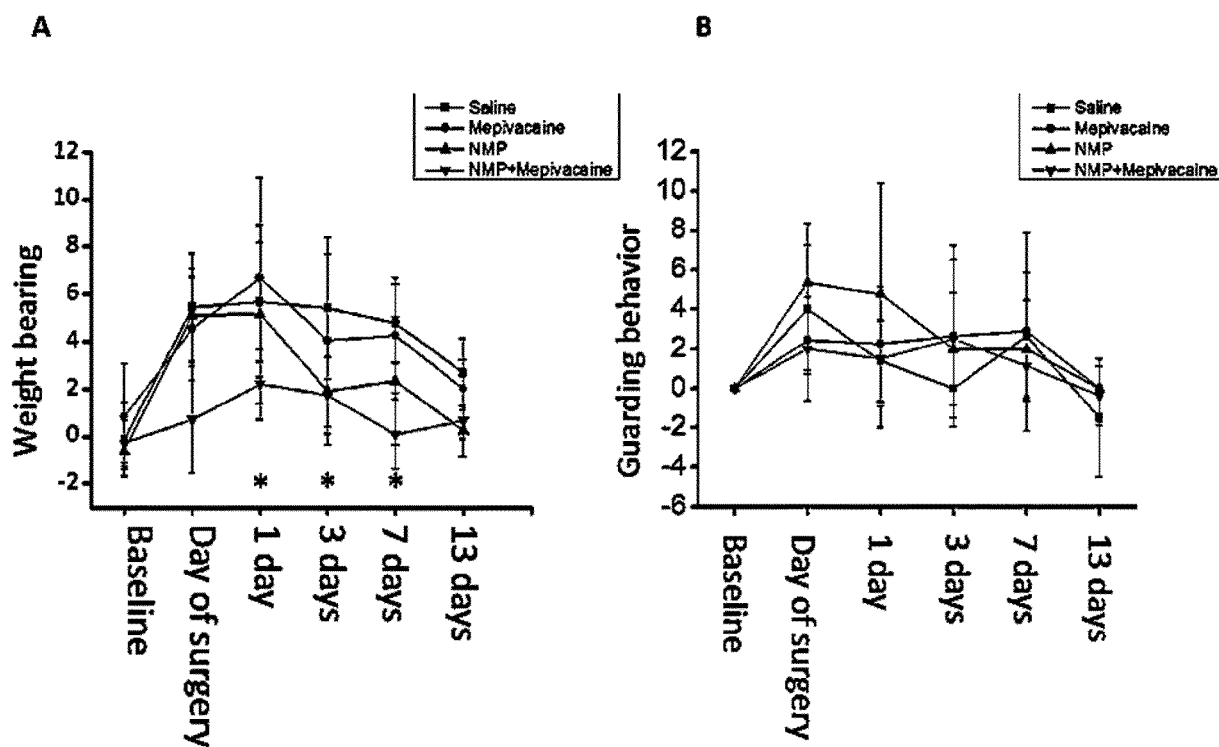 A
Saline
Mepivacaine
NMP
NMP+Mepivacaine
Weight bearing
12
10
8
6
4
2
0
-2
* * *
Baseline
Day of surgery
1 day
3 days
7 days
13 days
B
Saline
Mepivacaine
NMP
NMP+Mepivacaine
Guarding behavior
12
10
8
6
4
2
0
-2
-4
-6
Baseline
Day of surgery
1 day
3 days
7 days
13 days